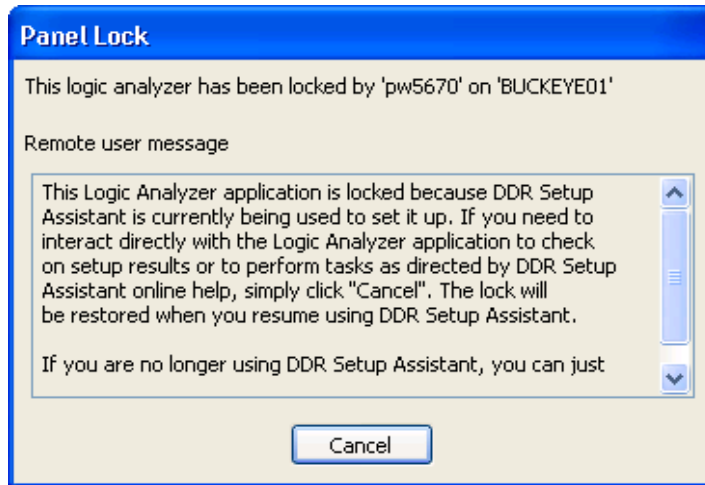 Panel Lock
This logic analyzer has been locked by 'pw5670' on 'BUCKEYE01'
Remote user message
This Logic Analyzer application is locked because DDR Setup
Assistant is currently being used to set it up. If you need to
interact directly with the Logic Analyzer application to check
on setup results or to perform tasks as directed by DDR Setup
Assistant online help, simply click "Cancel". The lock will
be restored when you resume using DDR Setup Assistant.
If you are no longer using DDR Setup Assistant, you can just
Cancel